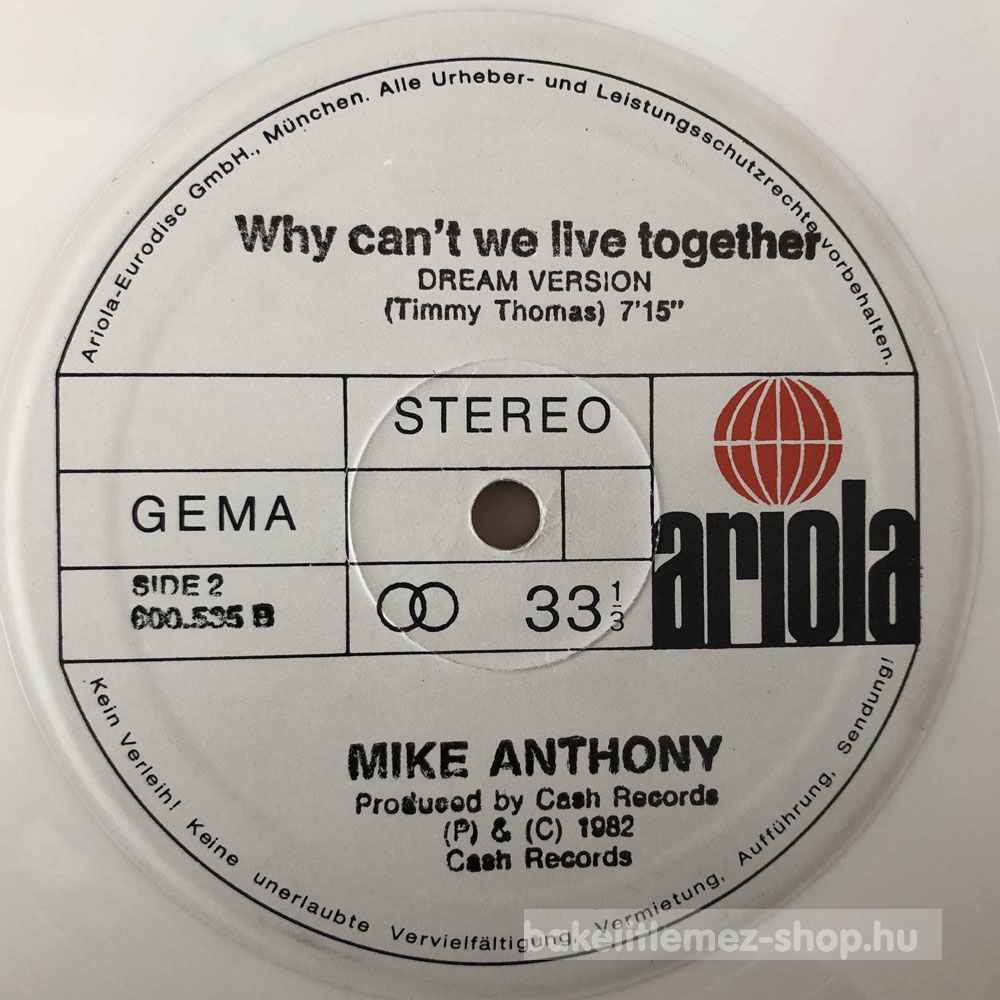 Ariola-Eurodisc GmbH., München. Alle Urheber- und Leistungsschutzrechte vorbehalten.
Why can't we live together
DREAM VERSION
(Timmy Thomas) 7'15"
STEREO
GEMA
SIDE 2
600.535 B
33 1/3
ariola
MIKE ANTHONY
Produced by Cash Records
(P) & (C) 1982
Cash Records
Kein Verleih! Keine unerlaubte Vervielfältigung, Vermietung, Aufführung, Sendung!
bakelitlemez-shop.hu